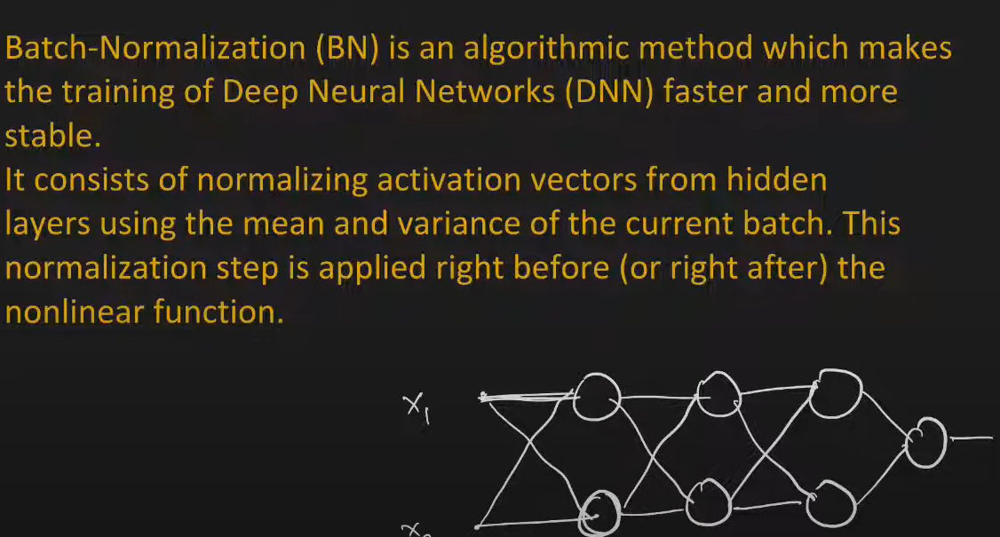 Batch-Normalization (BN) is an algorithmic method which makes
the training of Deep Neural Networks (DNN) faster and more
stable.
It consists of normalizing activation vectors from hidden
layers using the mean and variance of the current batch. This
normalization step is applied right before (or right after) the
nonlinear function.
x₁